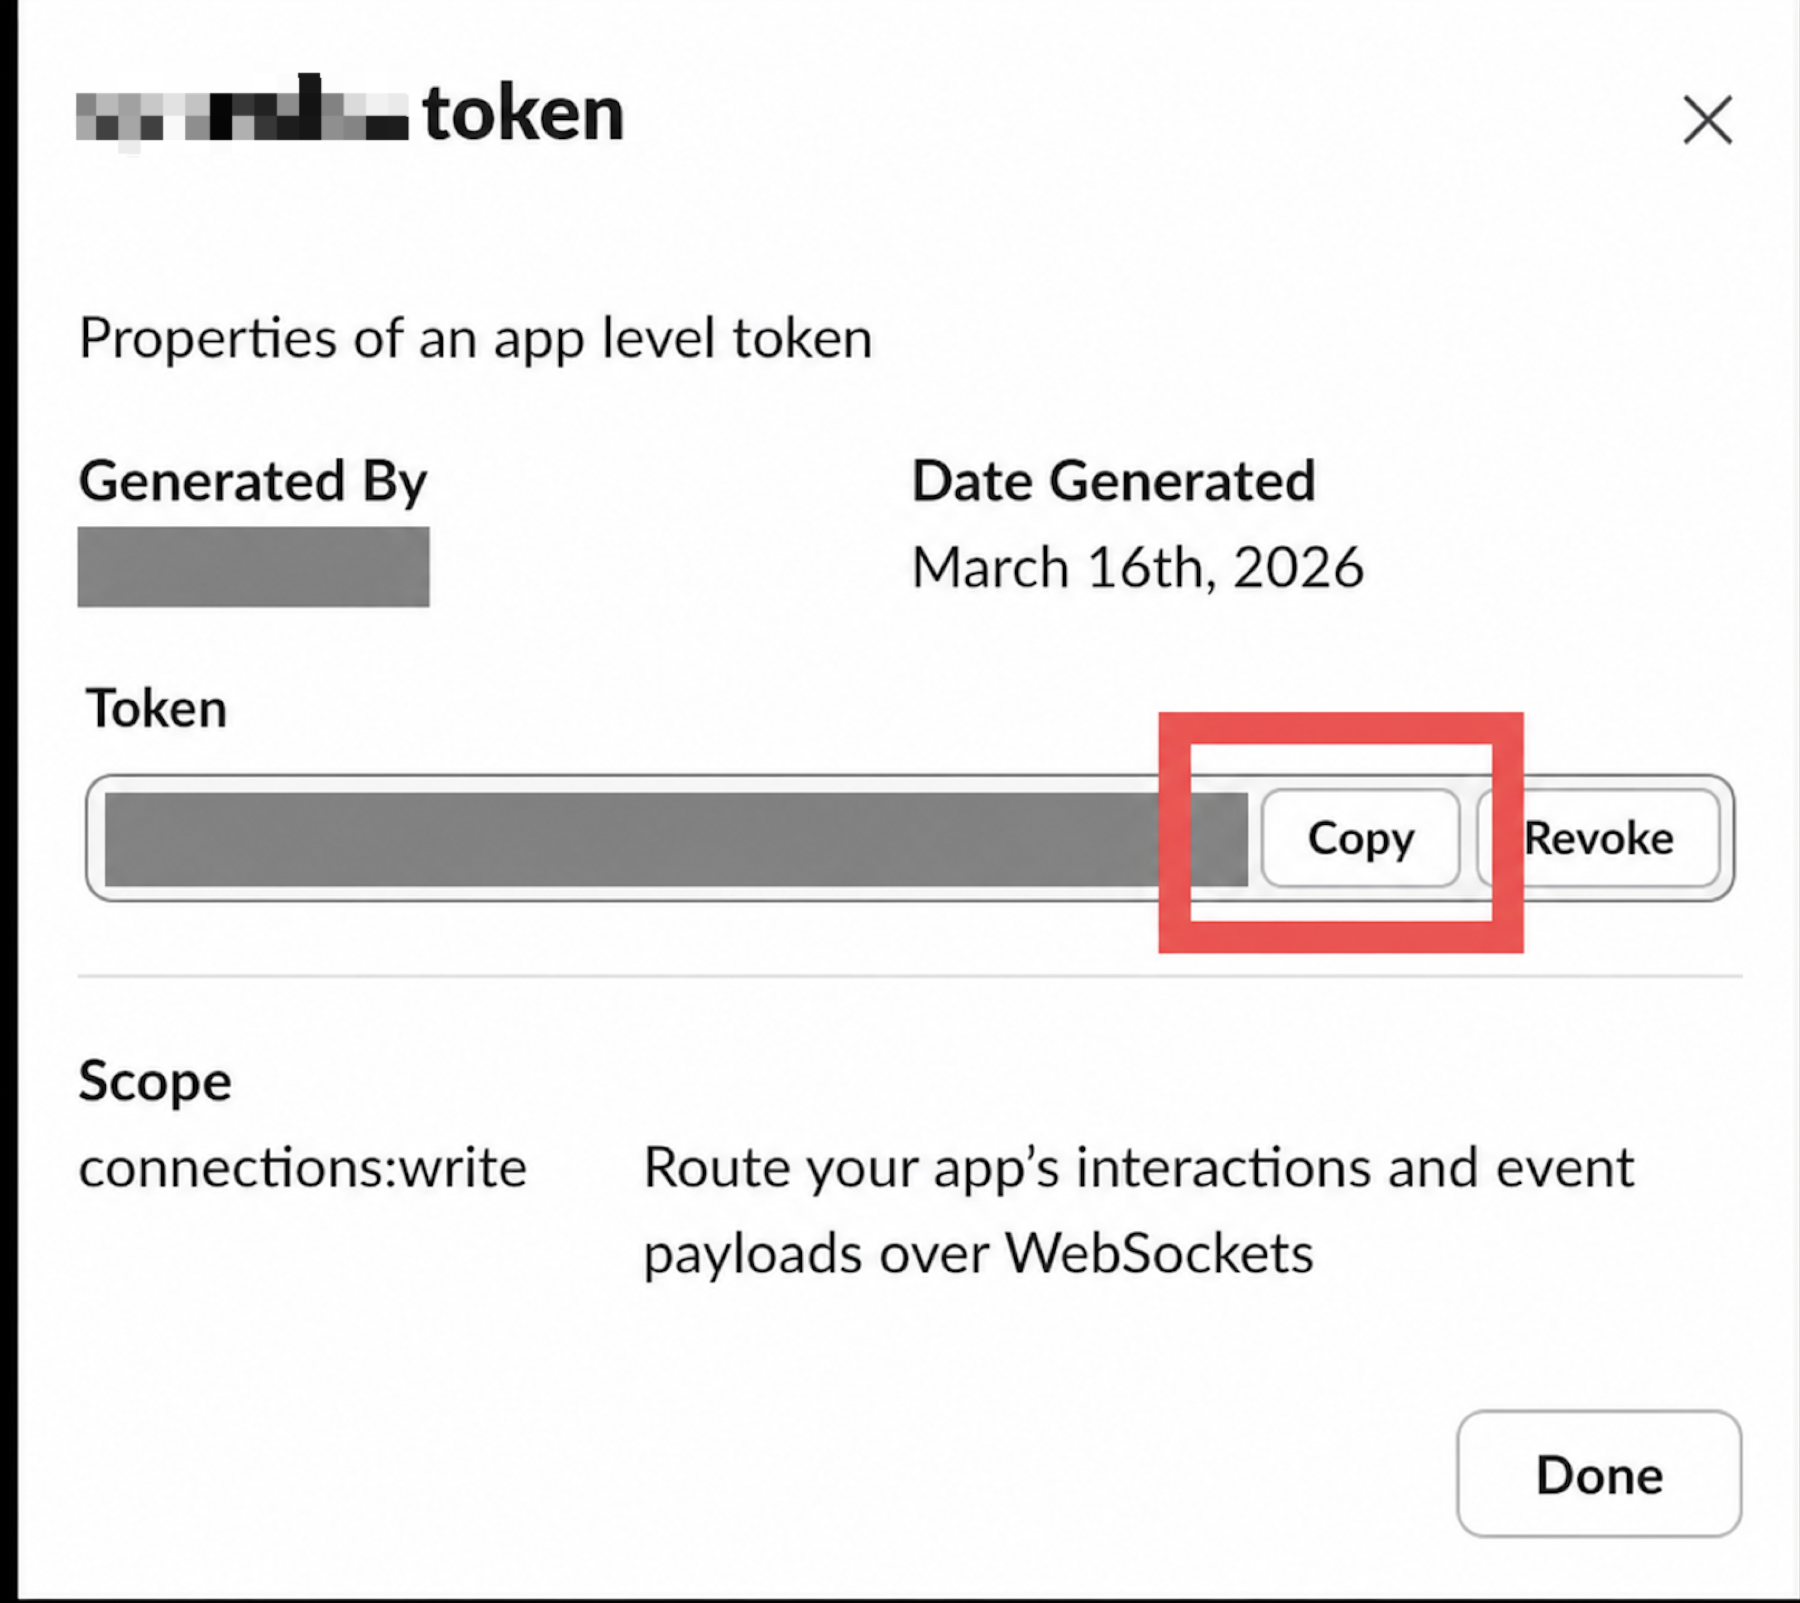 token
Properties of an app level token
Generated By
Date Generated
March 16th, 2026
Token
Copy
Revoke
Scope
connections:write
Route your app’s interactions and event
payloads over WebSockets
Done